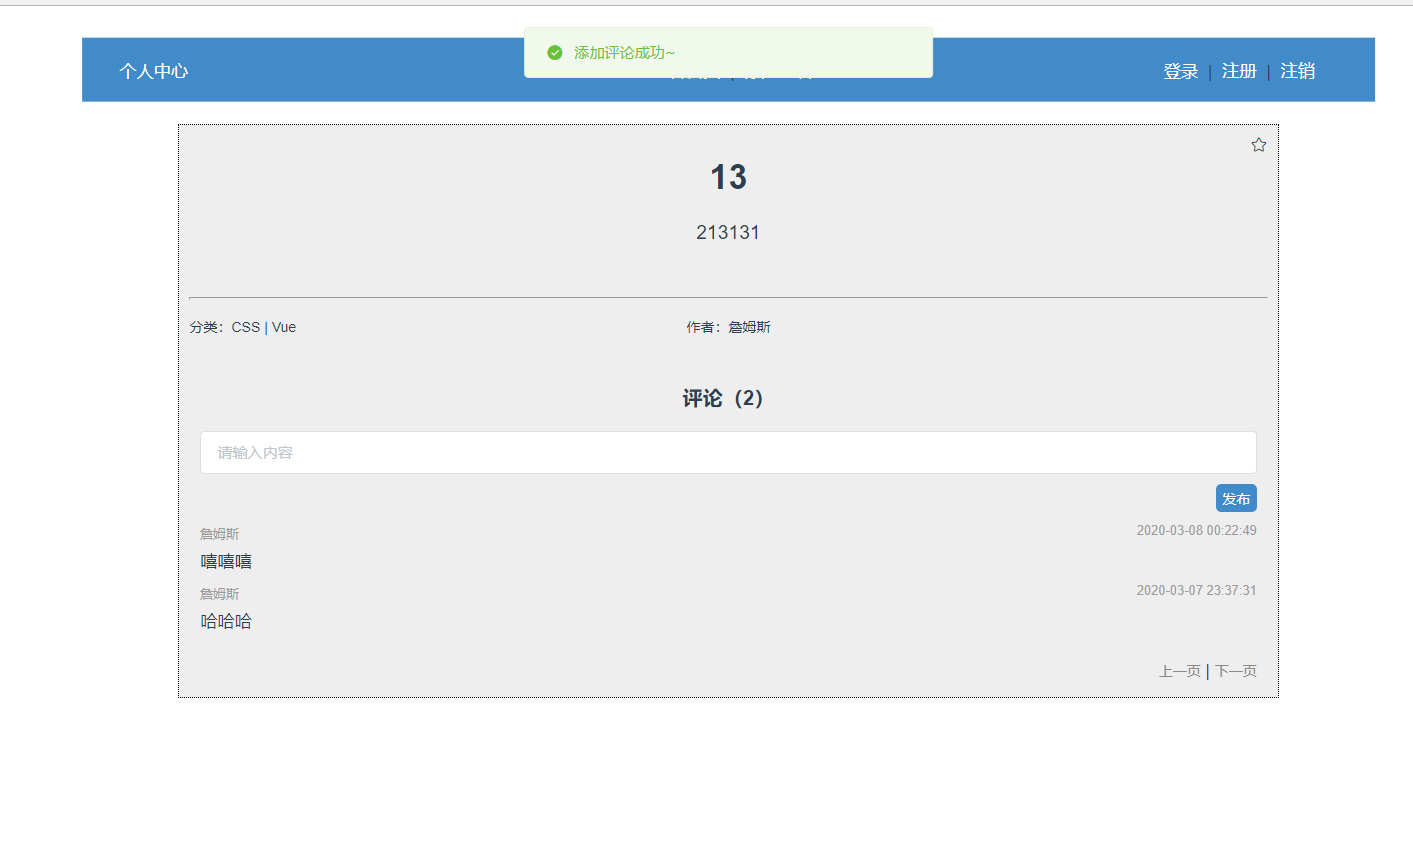 添加评论成功~
个人中心
登录 | 注册 | 注销
13
213131
分类：CSS | Vue
作者：詹姆斯
评论（2）
请输入内容
发布
詹姆斯
2020-03-08 00:22:49
嘻嘻嘻
詹姆斯
2020-03-07 23:37:31
哈哈哈
上一页 | 下一页